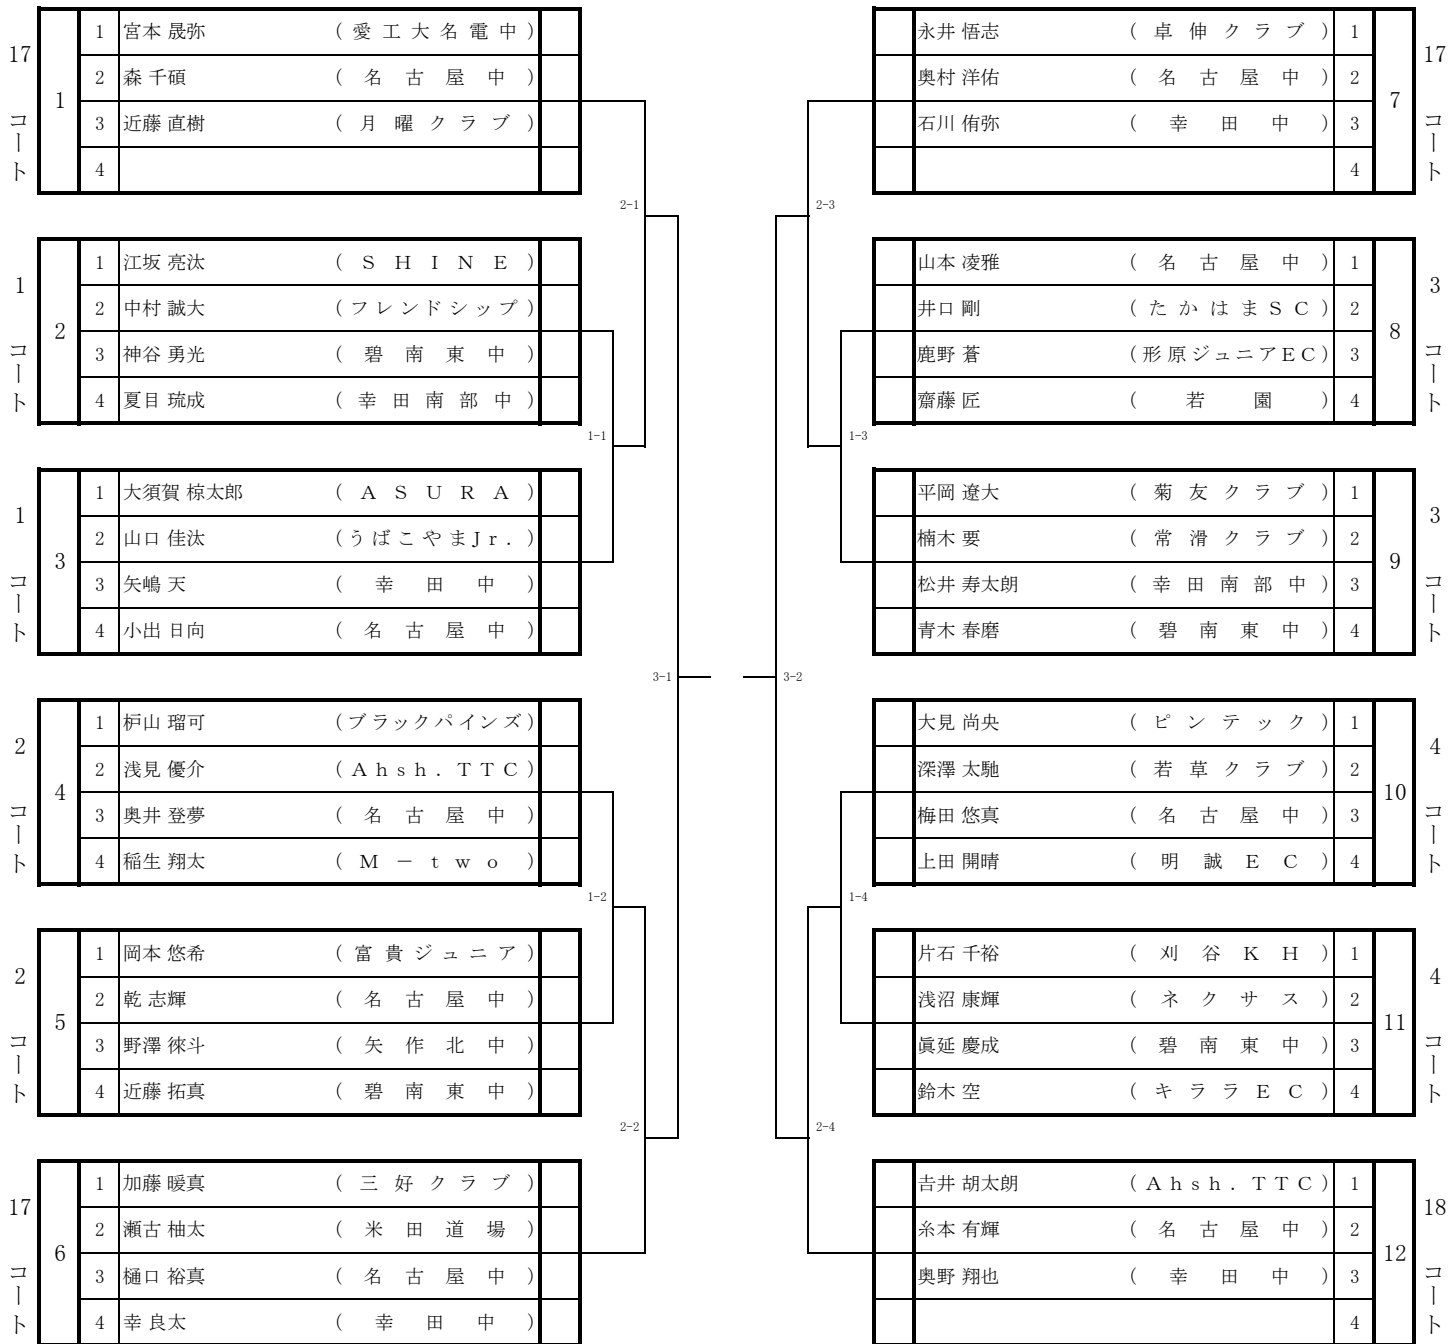 17 コート
1
1 宮本 晟弥 (愛工大名電中)
2 森 千碩 (名古屋中)
3 近藤 直樹 (月曜クラブ)
4
1 コート
2
1 江坂 亮汰 (SHINE)
2 中村 誠大 (フレンドシップ)
3 神谷 勇光 (碧南東中)
4 夏目 琉成 (幸田南部中)
1 コート
3
1 大須賀 椋太郎 (ASURA)
2 山口 佳汰 (うばこやまJr.)
3 矢嶋 天 (幸田中)
4 小出 日向 (名古屋中)
2 コート
4
1 枦山 瑠可 (ブラックパインズ)
2 浅見 優介 (Ahsh.TTC)
3 奥井 登夢 (名古屋中)
4 稲生 翔太 (M－two)
2 コート
5
1 岡本 悠希 (富貴ジュニア)
2 乾 志輝 (名古屋中)
3 野澤 徠斗 (矢作北中)
4 近藤 拓真 (碧南東中)
17 コート
6
1 加藤 暖真 (三好クラブ)
2 瀬古 柚太 (米田道場)
3 樋口 裕真 (名古屋中)
4 幸 良太 (幸田中)
2-1
1-1
3-1
1-2
2-2
2-3
1-3
3-2
1-4
2-4
永井 悟志 (卓伸クラブ) 1
奥村 洋佑 (名古屋中) 2
石川 侑弥 (幸田中) 3
4
7
17 コート
山本 凌雅 (名古屋中) 1
井口 剛 (たかはまSC) 2
鹿野 蒼 (形原ジュニアEC) 3
齋藤 匠 (若園) 4
8
3 コート
平岡 遼大 (菊友クラブ) 1
楠木 要 (常滑クラブ) 2
松井 寿太朗 (幸田南部中) 3
青木 春磨 (碧南東中) 4
9
3 コート
大見 尚央 (ピンテック) 1
深澤 太馳 (若草クラブ) 2
梅田 悠真 (名古屋中) 3
上田 開晴 (明誠EC) 4
10
4 コート
片石 千裕 (刈谷KH) 1
浅沼 康輝 (ネクサス) 2
眞延 慶成 (碧南東中) 3
鈴木 空 (キララEC) 4
11
4 コート
𠮷井 胡太朗 (Ahsh.TTC) 1
糸本 有輝 (名古屋中) 2
奥野 翔也 (幸田中) 3
4
12
18 コート